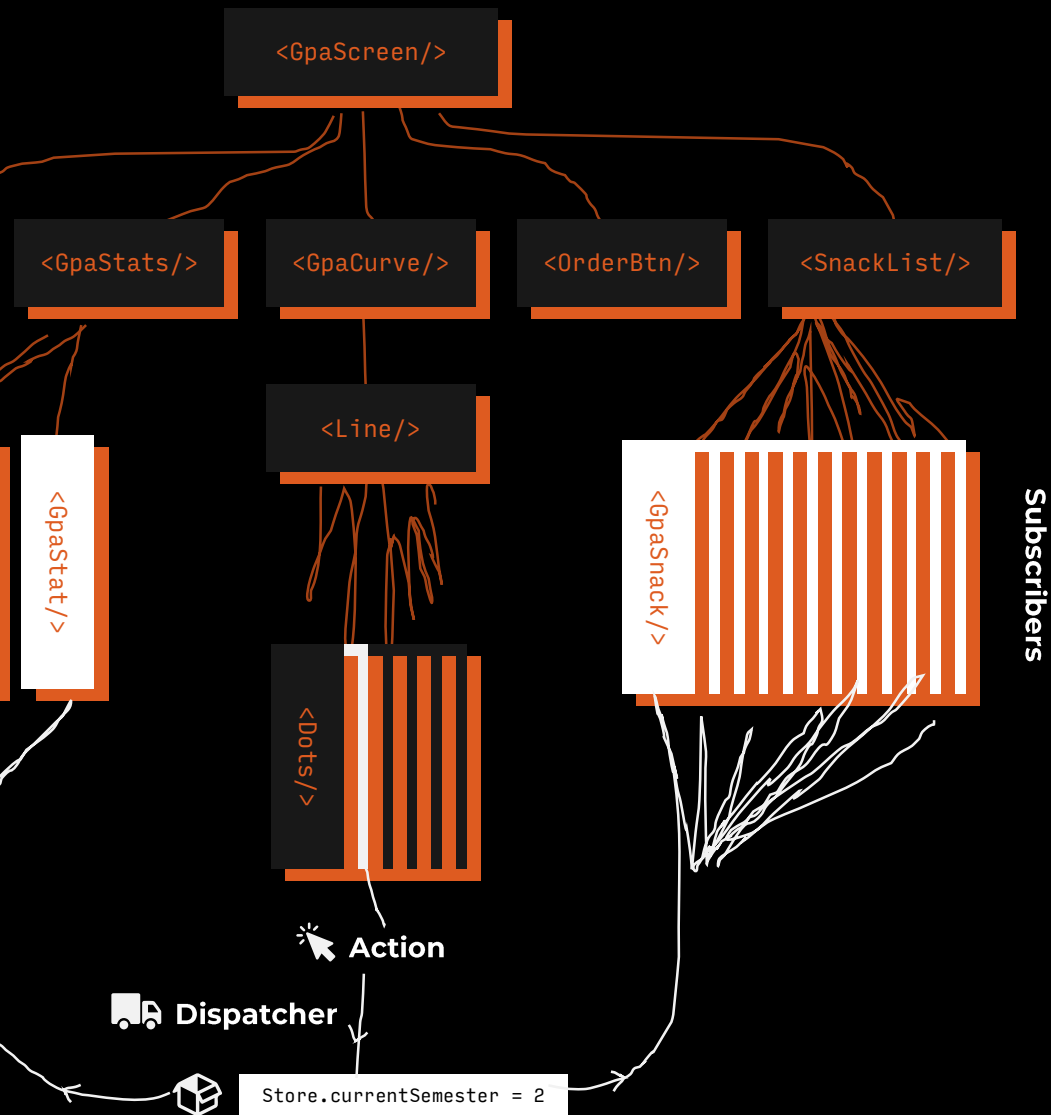 <GpaScreen/>
<GpaStats/>
<GpaCurve/>
<OrderBtn/>
<SnackList/>
<Line/>
<GpaStat/>
<GpaSnack/>
Subscribers
<Dots/>
Action
Dispatcher
Store.currentSemester = 2